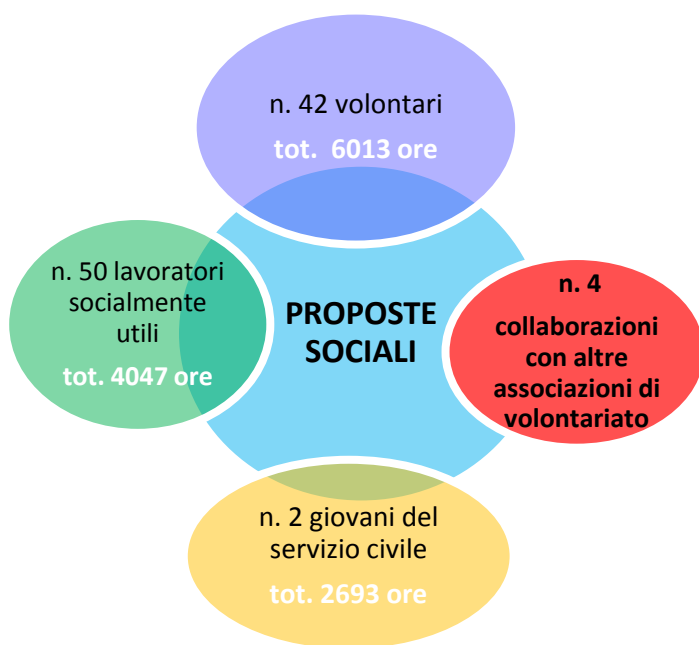 n. 42 volontari
tot. 6013 ore
n. 50 lavoratori
socialmente
utili
tot. 4047 ore
PROPOSTE
SOCIALI
n. 4
collaborazioni
con altre
associazioni di
volontariato
n. 2 giovani del
servizio civile
tot. 2693 ore